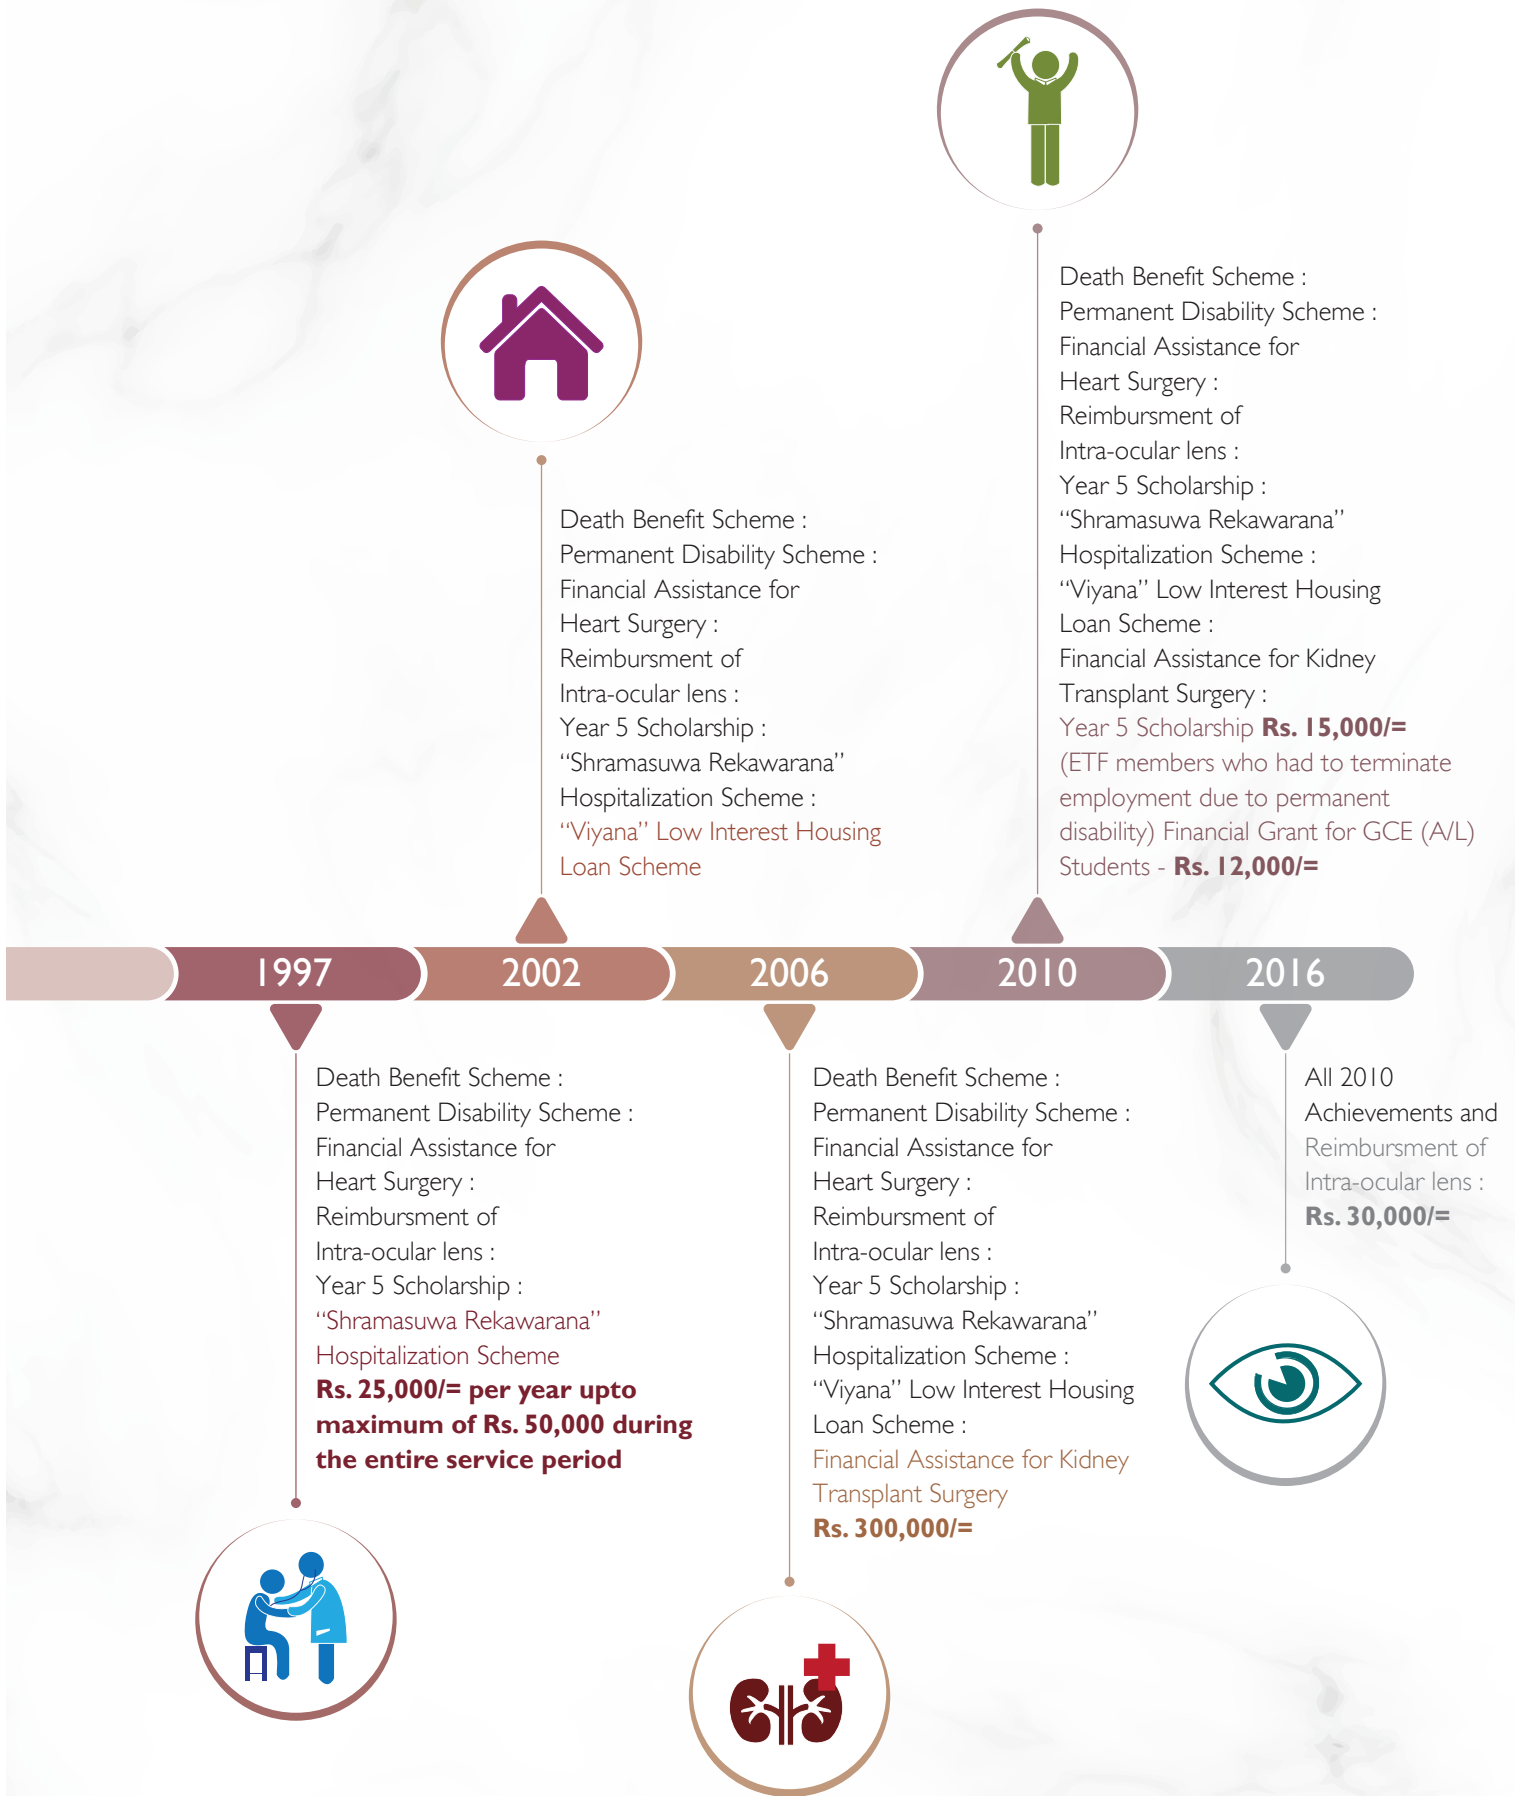 Death Benefit Scheme :
Permanent Disability Scheme :
Financial Assistance for
Heart Surgery :
Reimbursment of
Intra-ocular lens :
Year 5 Scholarship :
“Shramasuwa Rekawarana”
Hospitalization Scheme :
“Viyana” Low Interest Housing
Loan Scheme :
Financial Assistance for Kidney
Transplant Surgery :
Year 5 Scholarship Rs. 15,000/=
(ETF members who had to terminate
employment due to permanent
disability) Financial Grant for GCE (A/L)
Students - Rs. 12,000/=
Death Benefit Scheme :
Permanent Disability Scheme :
Financial Assistance for
Heart Surgery :
Reimbursment of
Intra-ocular lens :
Year 5 Scholarship :
“Shramasuwa Rekawarana”
Hospitalization Scheme :
“Viyana” Low Interest Housing
Loan Scheme
1997 2002 2006 2010 2016
Death Benefit Scheme :
Permanent Disability Scheme :
Financial Assistance for
Heart Surgery :
Reimbursment of
Intra-ocular lens :
Year 5 Scholarship :
“Shramasuwa Rekawarana”
Hospitalization Scheme
Rs. 25,000/= per year upto
maximum of Rs. 50,000 during
the entire service period
Death Benefit Scheme :
Permanent Disability Scheme :
Financial Assistance for
Heart Surgery :
Reimbursment of
Intra-ocular lens :
Year 5 Scholarship :
“Shramasuwa Rekawarana”
Hospitalization Scheme :
“Viyana” Low Interest Housing
Loan Scheme :
Financial Assistance for Kidney
Transplant Surgery
Rs. 300,000/=
All 2010
Achievements and
Reimbursment of
Intra-ocular lens :
Rs. 30,000/=